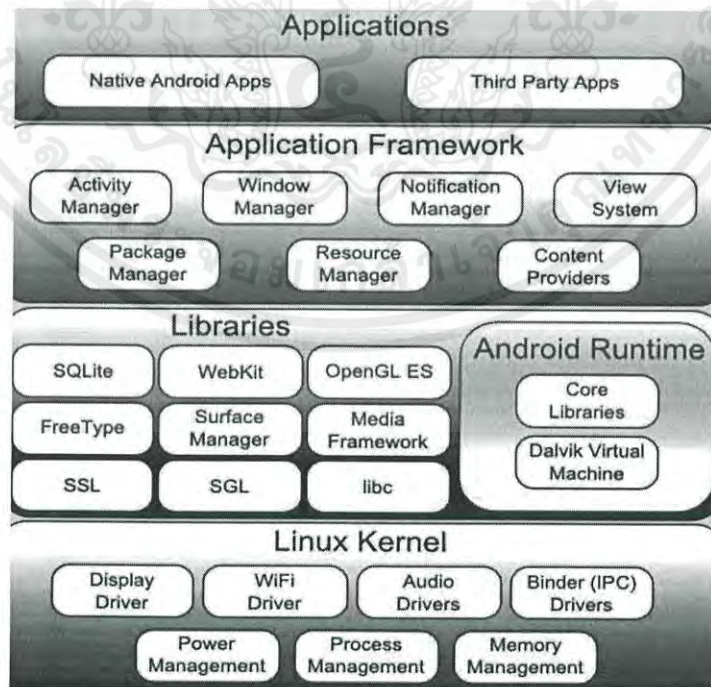 Applications
Native Android Apps
Third Party Apps
Application Framework
Activity
Manager
Window
Manager
Notification
Manager
View
System
Package
Manager
Resource
Manager
Content
Providers
Libraries
SQLite
WebKit
OpenGL ES
FreeType
Surface
Manager
Media
Framework
SSL
SGL
libc
Android Runtime
Core
Libraries
Dalvik Virtual
Machine
Linux Kernel
Display
Driver
WiFi
Driver
Audio
Drivers
Binder (IPC)
Drivers
Power
Management
Process
Management
Memory
Management